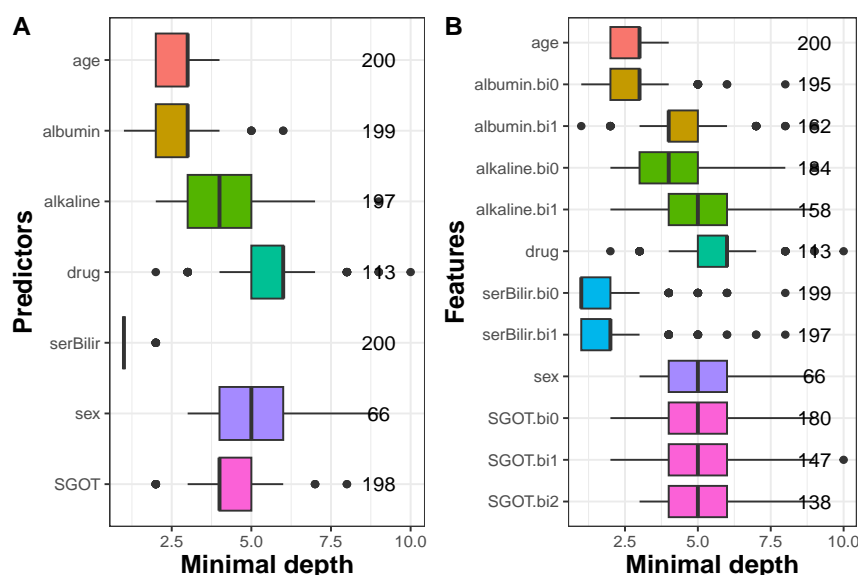 A
Predictors
age
albumin
alkaline
drug
serBilir
sex
SGOT
200
199
197
113
200
66
198
2.5
5.0
7.5
10.0
Minimal depth
B
Features
age
albumin.bi0
albumin.bi1
alkaline.bi0
alkaline.bi1
drug
serBilir.bi0
serBilir.bi1
sex
SGOT.bi0
SGOT.bi1
SGOT.bi2
200
195
162
184
158
113
199
197
66
180
147
138
2.5
5.0
7.5
10.0
Minimal depth